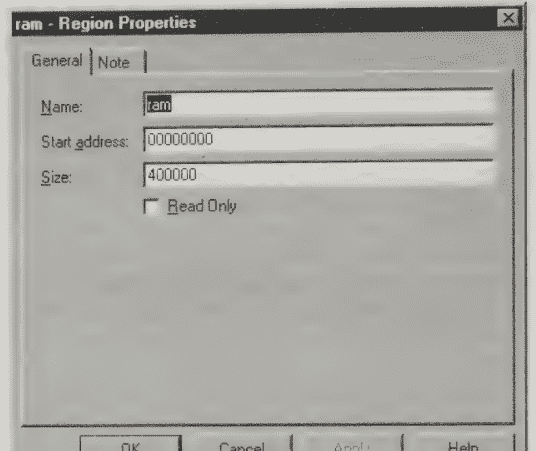 ram - Region Properties
General Note
Name: ram
Start address: 00000000
Size: 400000
Read Only
OK Cancel Apply Help